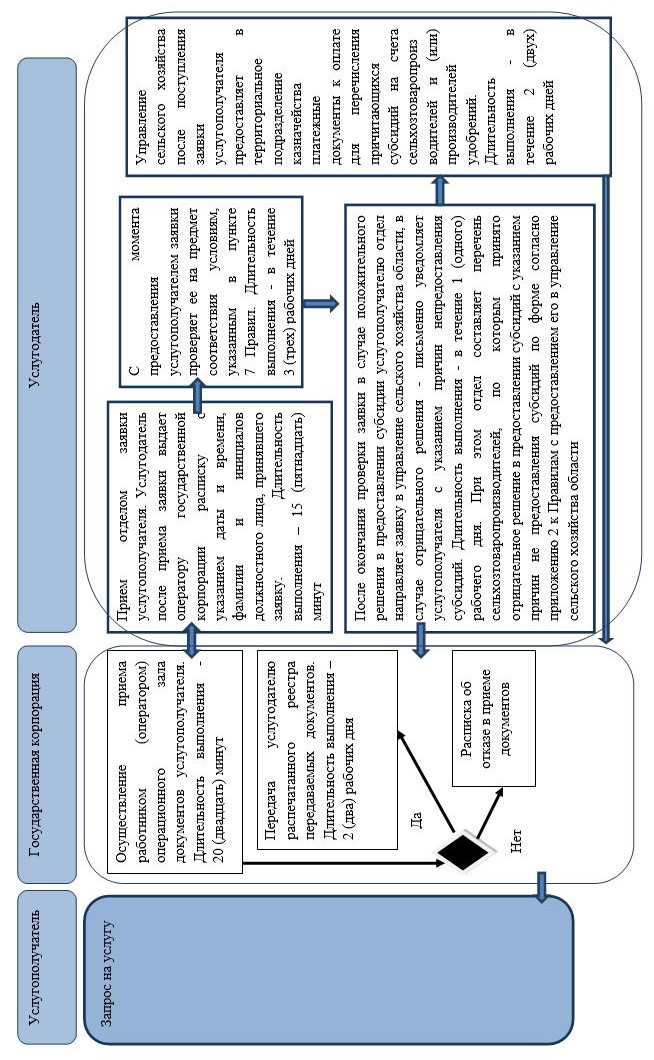 Услугополучатель
Государственная корпорация
Услугодатель
Запрос на услугу
Осуществление приема
работником (оператором)
операционного зала
документов услугополучателя.
Длительность выполнения -
20 (двадцать) минут
Передача услугодателю
распечатанного реестра
передаваемых документов.
Длительность выполнения –
2 (два) рабочих дня
Да
Нет
Расписка об
отказе в приеме
документов
Прием отделом заявки
услугополучателя. Услугодатель
после приема заявки выдает
оператору государственной
корпорации расписку с
указанием даты и времени,
фамилии и инициалов
должностного лица, принявшего
заявку. Длительность
выполнения – 15 (пятнадцать)
минут
С момента
предоставления
услугополучателем заявки
проверяет ее на предмет
соответствия условиям,
указанным в пункте
7 Правил. Длительность
выполнения - в течение
3 (трех) рабочих дней
После окончания проверки заявки в случае положительного
решения в предоставлении субсидии услугополучателю отдел
направляет заявку в управление сельского хозяйства области, в
случае отрицательного решения - письменно уведомляет
услугополучателя с указанием причин непредоставления
субсидий. Длительность выполнения - в течение 1 (одного)
рабочего дня. При этом отдел составляет перечень
сельхозтоваропроизводителей, по которым принято
отрицательное решение в предоставлении субсидий с указанием
причин не предоставления субсидий по форме согласно
приложению 2 к Правилам с предоставлением его в управление
сельского хозяйства области
Управление
сельского хозяйства
после поступления
заявки
услугополучателя
предоставляет в
территориальное
подразделение
казначейства
платежные
документы к оплате
для перечисления
причитающихся
субсидий на счета
сельхозтоваропроиз
водителей и (или)
производителей
удобрений.
Длительность
выполнения - в
течение 2 (двух)
рабочих дней